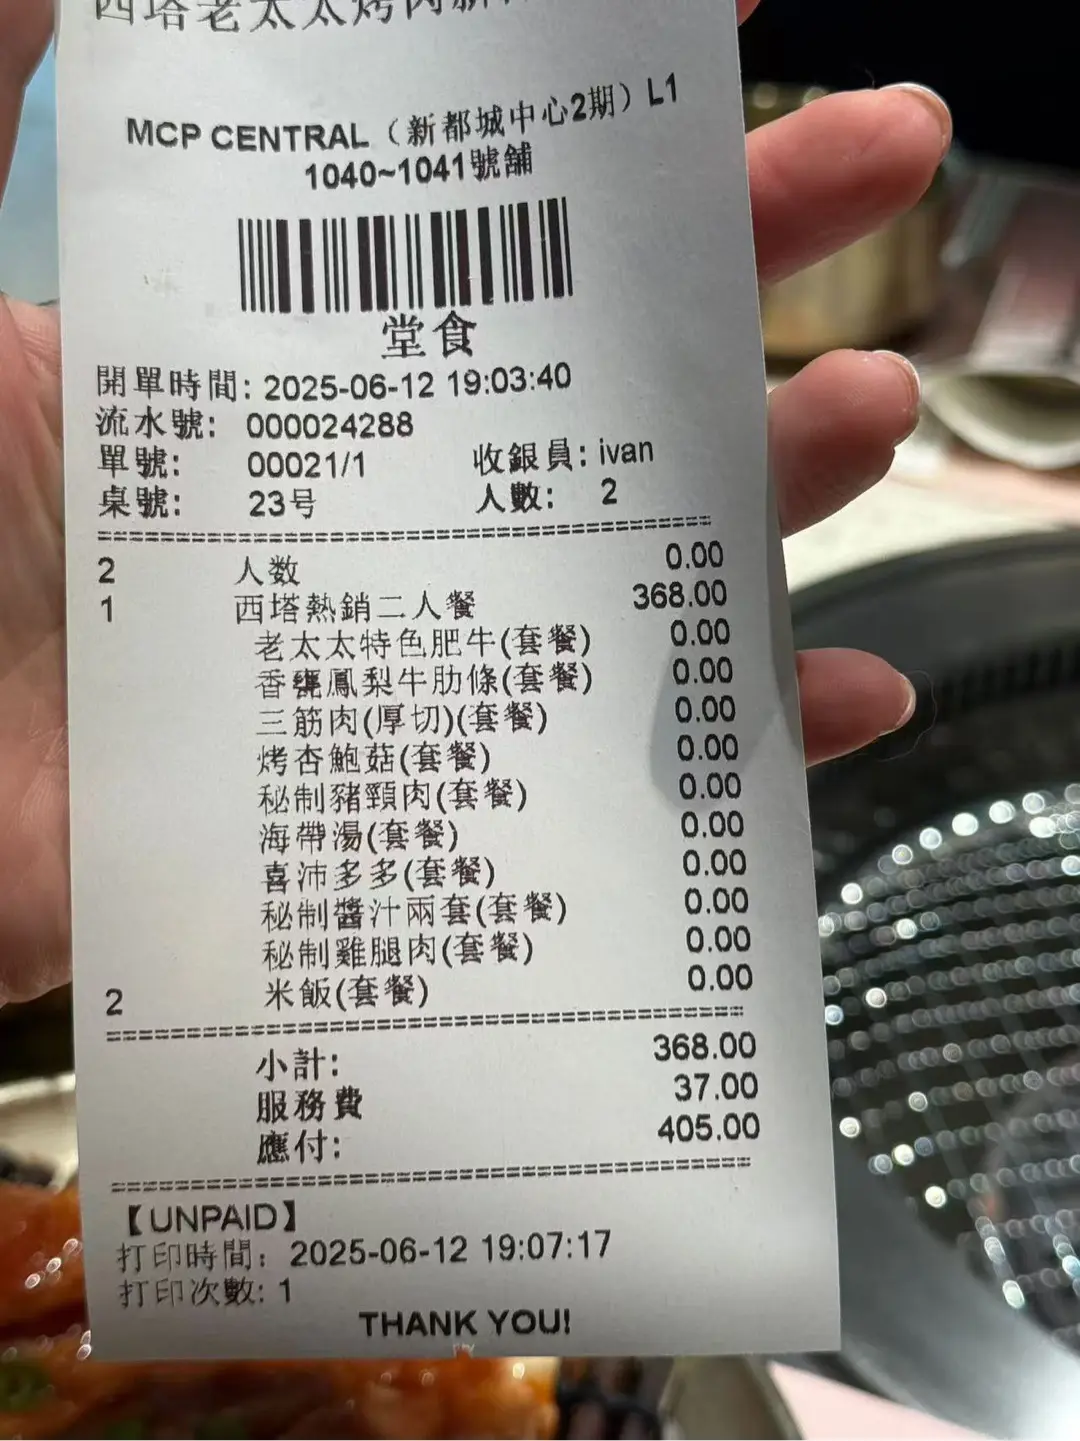 西塔老太太烤肉
MCP CENTRAL（新都城中心2期）L1
1040~1041號舖
堂食
開單時間: 2025-06-12 19:03:40
流水號: 000024288
單號: 00021/1 收銀員: ivan
桌號: 23号 人數: 2
2 人数 0.00
1 西塔熱銷二人餐 368.00
老太太特色肥牛(套餐) 0.00
香甕鳳梨牛肋條(套餐) 0.00
三筋肉(厚切)(套餐) 0.00
烤杏鮑菇(套餐) 0.00
秘制豬頸肉(套餐) 0.00
海帶湯(套餐) 0.00
喜沛多多(套餐) 0.00
秘制醬汁兩套(套餐) 0.00
秘制雞腿肉(套餐) 0.00
2 米飯(套餐) 0.00
小計: 368.00
服務費 37.00
應付: 405.00
【UNPAID】
打印時間: 2025-06-12 19:07:17
打印次數: 1
THANK YOU!